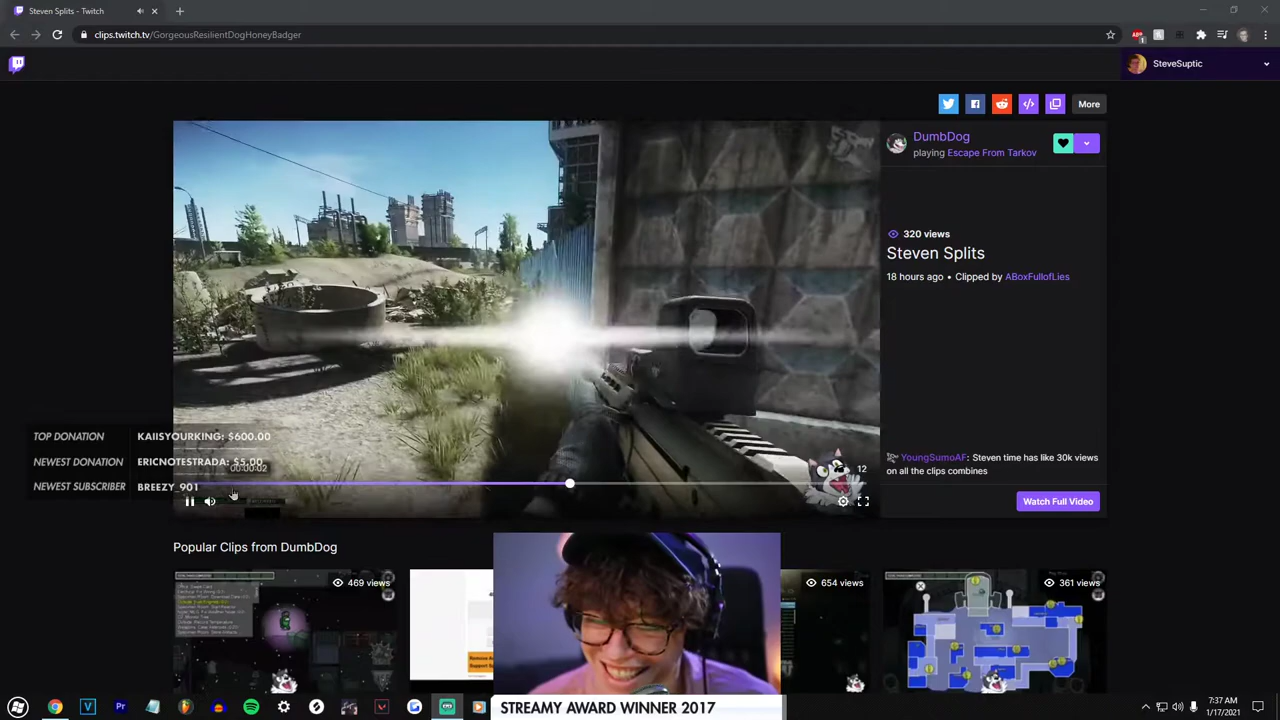 Steven Splits - Twitch
clips.twitch.tv/GorgeousResilientDogHoneyBadger
SteveSuptic
More
DumbDog
playing Escape From Tarkov
320 views
Steven Splits
18 hours ago • Clipped by ABoxFullofLies
TOP DONATION KAIISYOURKING: $600.00
NEWEST DONATION ERICNOTESTRADA: $5.00
00:00:02
NEWEST SUBSCRIBER BREEZY_901
12
YoungSumoAF: Steven time has like 30k views
on all the clips combines
Watch Full Video
Popular Clips from DumbDog
469 views
654 views
361 views
STREAMY AWARD WINNER 2017
7:37 AM
1/17/2021